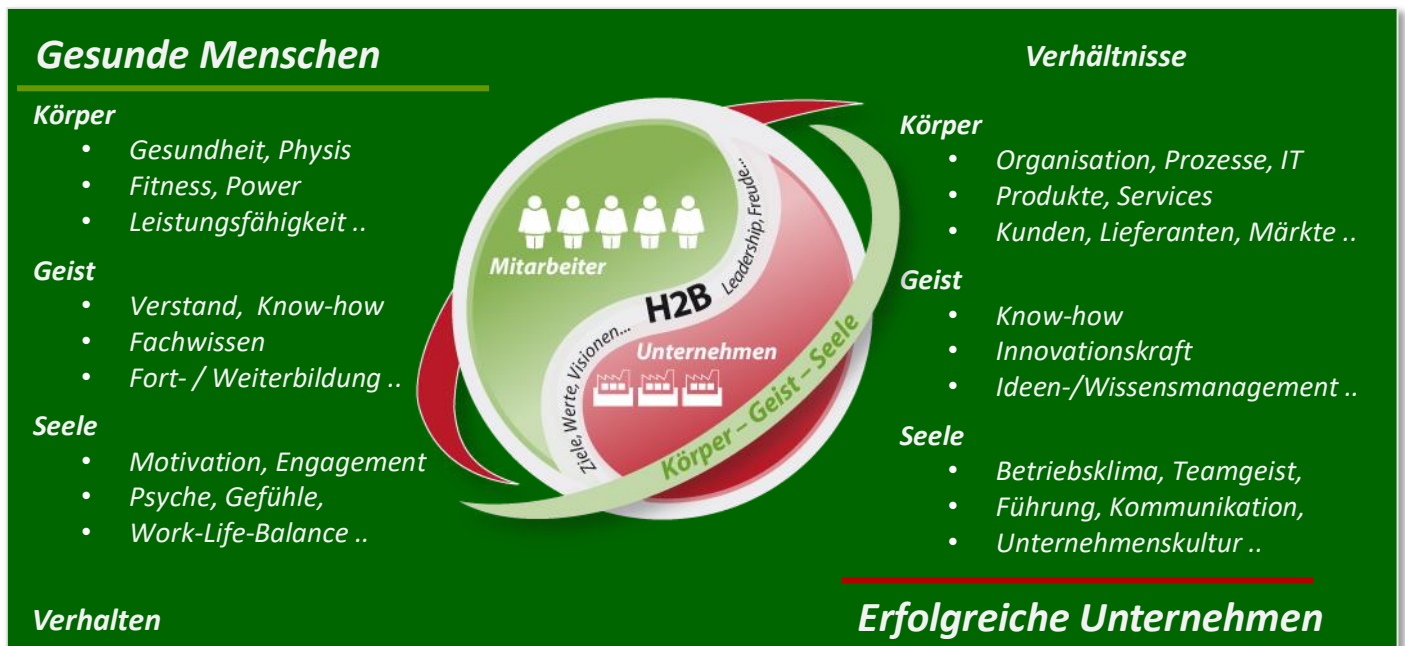 Gesunde Menschen
Körper
• Gesundheit, Physis
• Fitness, Power
• Leistungsfähigkeit ..
Geist
• Verstand, Know-how
• Fachwissen
• Fort- / Weiterbildung ..
Seele
• Motivation, Engagement
• Psyche, Gefühle,
• Work-Life-Balance ..
Verhalten
Mitarbeiter
Leadership, Freude...
H2B
Ziele, Werte, Visionen...
Unternehmen
Körper – Geist – Seele
Verhältnisse
Körper
• Organisation, Prozesse, IT
• Produkte, Services
• Kunden, Lieferanten, Märkte ..
Geist
• Know-how
• Innovationskraft
• Ideen-/Wissensmanagement ..
Seele
• Betriebsklima, Teamgeist,
• Führung, Kommunikation,
• Unternehmenskultur ..
Erfolgreiche Unternehmen